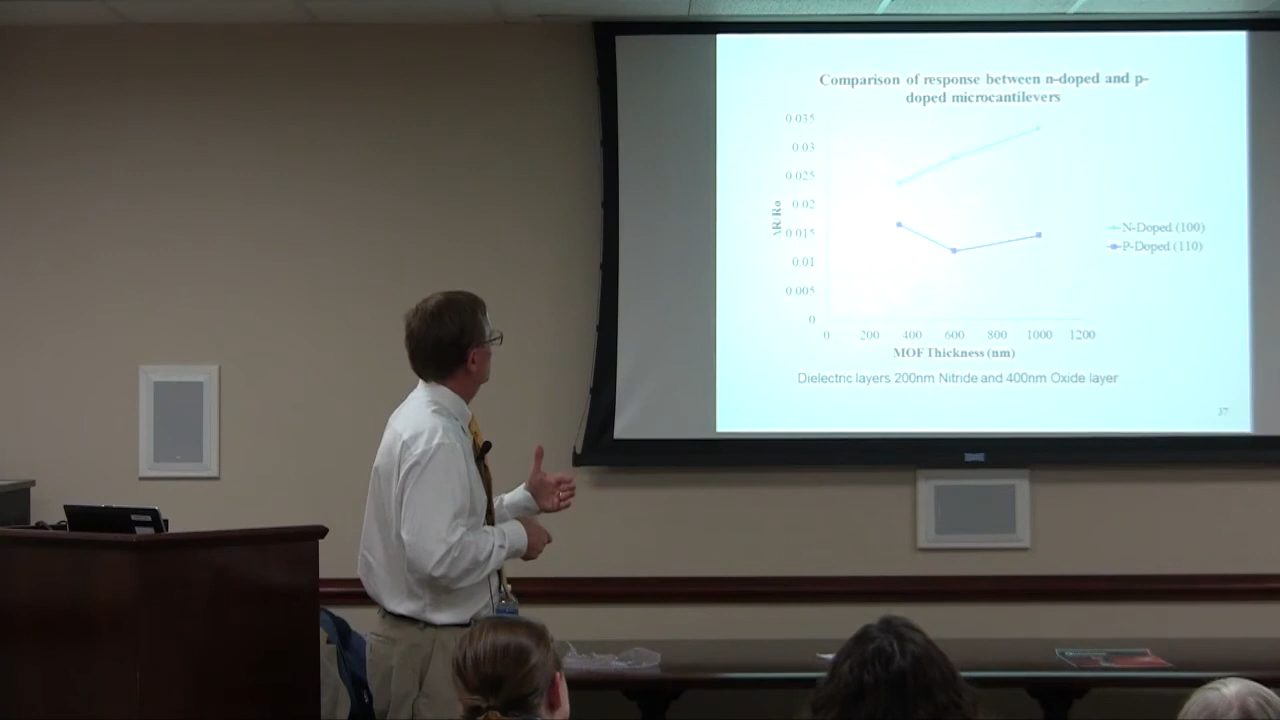 Comparison of response between n-doped and p-
doped microcantilevers
0.035
0.03
0.025
0.02
0.015
0.01
0.005
0
ΔR/Ro
0 200 400 600 800 1000 1200
MOF Thickness (nm)
N-Doped (100)
P-Doped (110)
Dielectric layers 200nm Nitride and 400nm Oxide layer
37